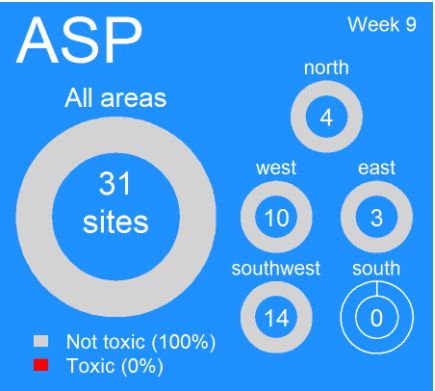 ASP
Week 9
All areas
31
sites
north
4
west
10
east
3
southwest
14
south
0
Not toxic (100%)
Toxic (0%)